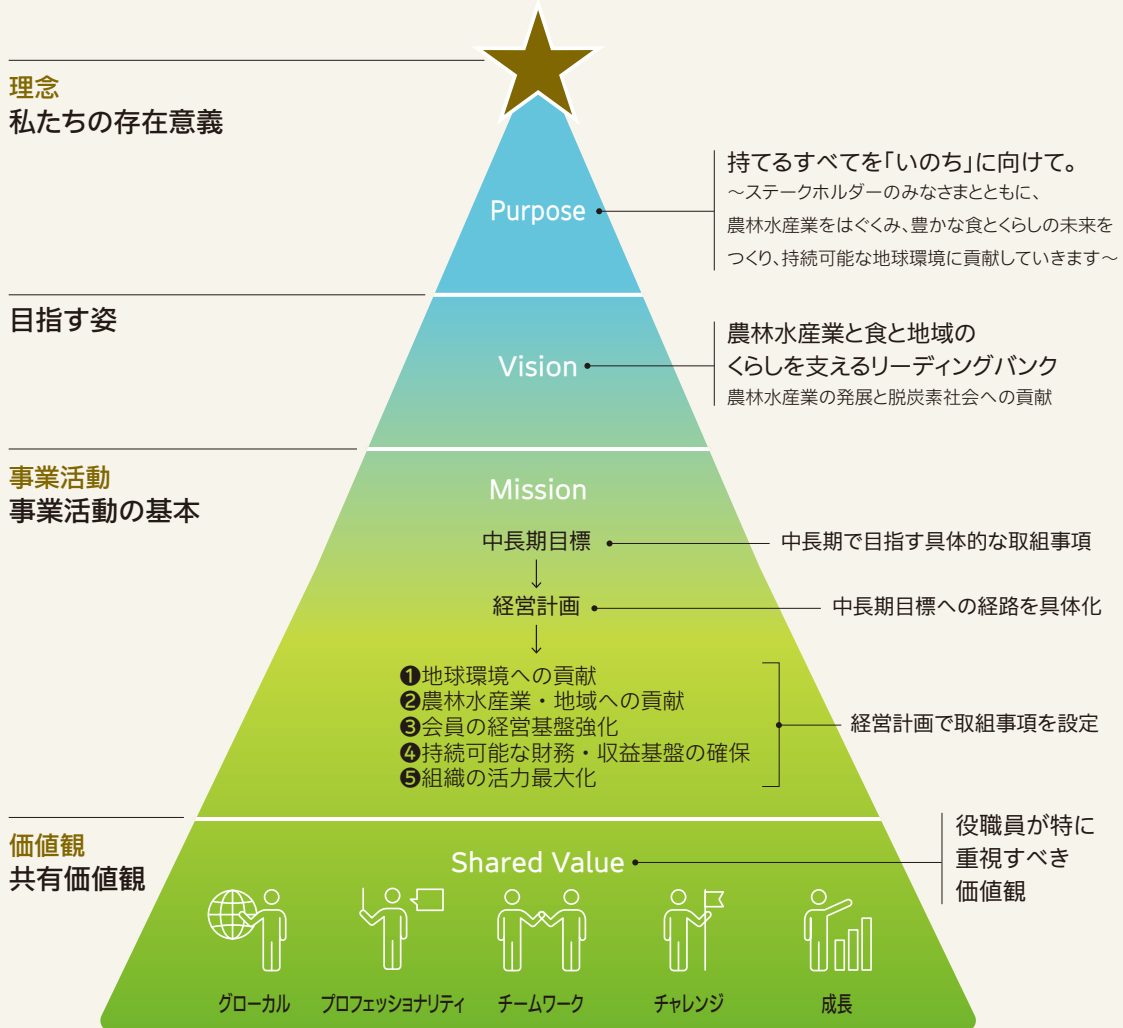 理念
私たちの存在意義
Purpose
持てるすべてを「いのち」に向けて。
～ステークホルダーのみなさまとともに、
農林水産業をはぐくみ、豊かな食とくらしの未来を
つくり、持続可能な地球環境に貢献していきます～
目指す姿
Vision
農林水産業と食と地域の
くらしを支えるリーディングバンク
農林水産業の発展と脱炭素社会への貢献
事業活動
事業活動の基本
Mission
中長期目標
中長期で目指す具体的な取組事項
経営計画
中長期目標への経路を具体化
❶地球環境への貢献
❷農林水産業・地域への貢献
❸会員の経営基盤強化
❹持続可能な財務・収益基盤の確保
❺組織の活力最大化
経営計画で取組事項を設定
価値観
共有価値観
Shared Value
役職員が特に
重視すべき
価値観
グローカル
プロフェッショナリティ
チームワーク
チャレンジ
成長